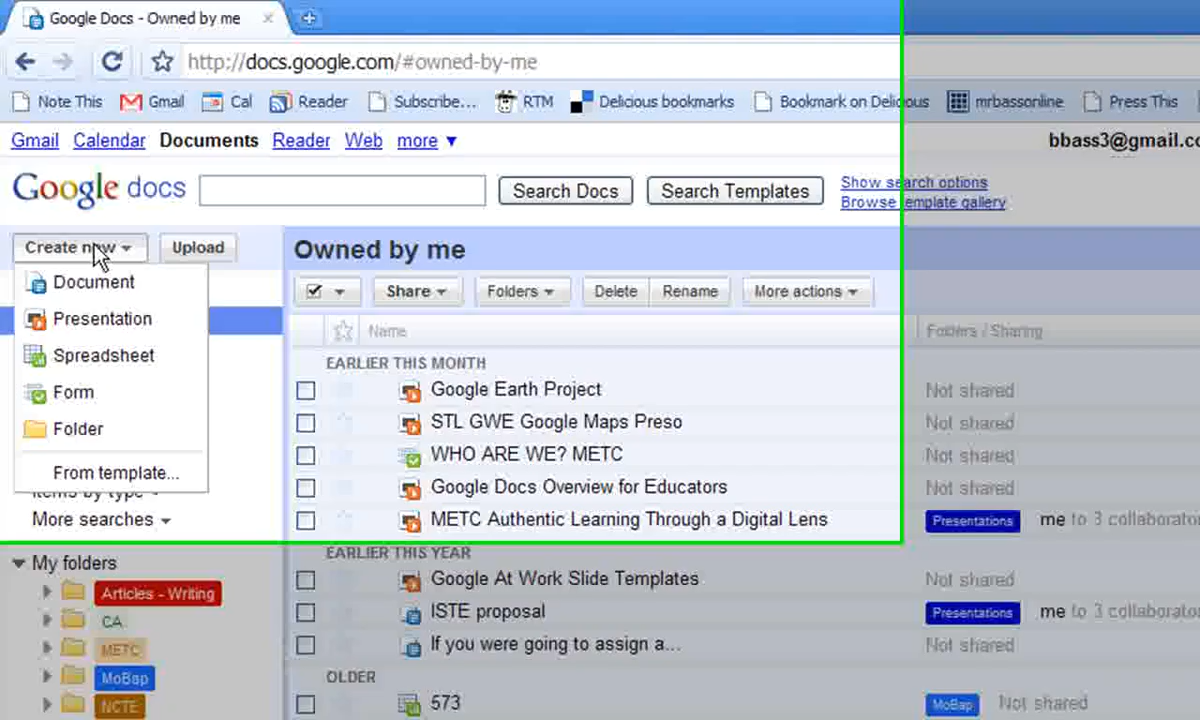 Google Docs - Owned by me
http://docs.google.com/#owned-by-me
Note This Gmail Cal Reader Subscribe... RTM Delicious bookmarks Bookmark on Delicious mrbassonline Press This
Gmail Calendar Documents Reader Web more
bbass3@gmail.co
Google docs Search Docs Search Templates
Show search options
Browse template gallery
Create new Upload
Owned by me
Document
Share Folders Delete Rename More actions
Presentation
Name Folders / Sharing
Spreadsheet
EARLIER THIS MONTH
Form
Google Earth Project Not shared
Folder
STL GWE Google Maps Preso Not shared
WHO ARE WE? METC Not shared
From template...
Google Docs Overview for Educators Not shared
Items by type
More searches
METC Authentic Learning Through a Digital Lens Presentations me to 3 collaborato
EARLIER THIS YEAR
My folders
Google At Work Slide Templates Not shared
Articles - Writing
ISTE proposal Presentations me to 3 collaborato
CA
If you were going to assign a... Not shared
METC
MoBap
OLDER
NCTE
573 MoBap Not shared